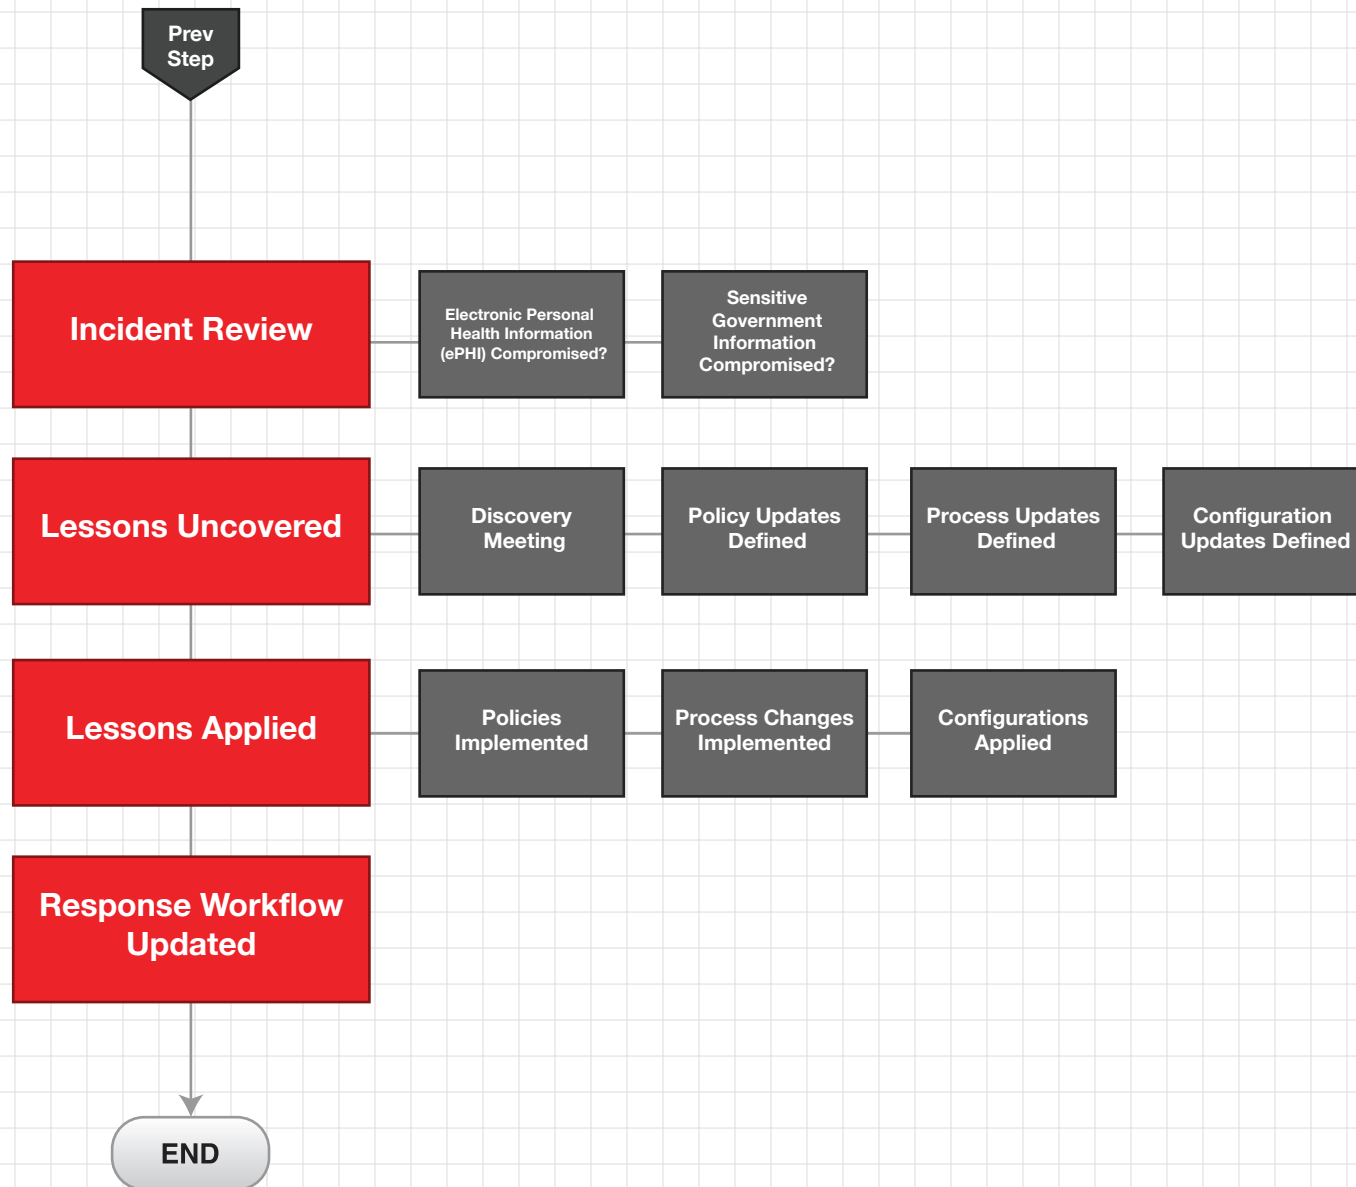 Prev
Step
Incident Review
Electronic Personal
Health Information
(ePHI) Compromised?
Sensitive
Government
Information
Compromised?
Lessons Uncovered
Discovery
Meeting
Policy Updates
Defined
Process Updates
Defined
Configuration
Updates Defined
Lessons Applied
Policies
Implemented
Process Changes
Implemented
Configurations
Applied
Response Workflow
Updated
END